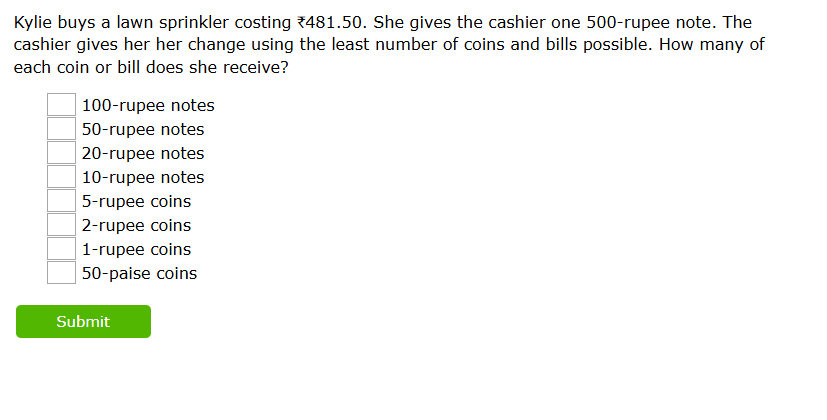 Kylie buys a lawn sprinkler costing ₹481.50. She gives the cashier one 500-rupee note. The
cashier gives her her change using the least number of coins and bills possible. How many of
each coin or bill does she receive?
100-rupee notes
50-rupee notes
20-rupee notes
10-rupee notes
5-rupee coins
2-rupee coins
1-rupee coins
50-paise coins
Submit